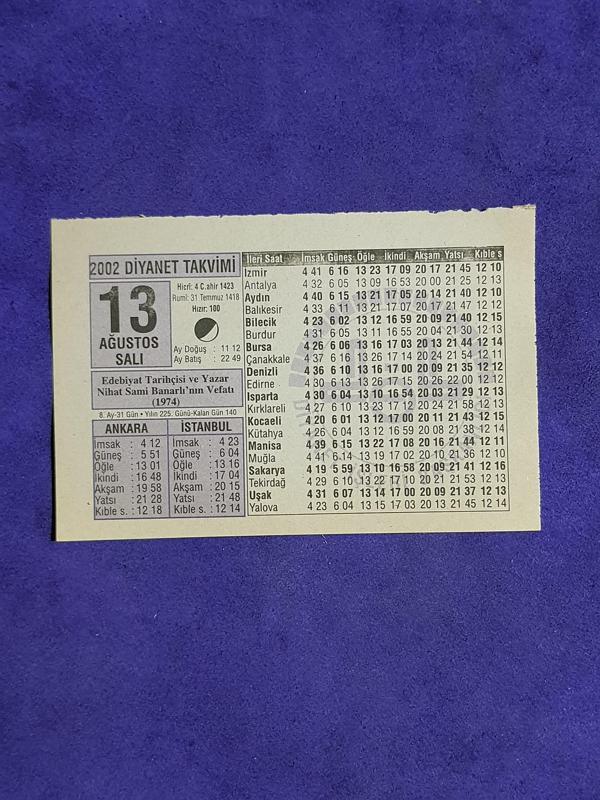 2002 DİYANET TAKVİMİ
13
AĞUSTOS
SALI
Hicrî: 4 C.ahir 1423
Rumî: 31 Temmuz 1418
Hızır: 100
Ay Doğuş : 11 12
Ay Batış : 22 49
Edebiyat Tarihçisi ve Yazar
Nihat Sami Banarlı'nın Vefatı
(1974)
8. Ay-31 Gün • Yılın 225. Günü-Kalan Gün 140
ANKARA
İmsak : 4 12
Güneş : 5 51
Öğle : 13 01
İkindi : 16 48
Akşam : 19 58
Yatsı : 21 28
Kıble s. : 12 18
İSTANBUL
İmsak : 4 23
Güneş : 6 04
Öğle : 13 16
İkindi : 17 04
Akşam : 20 15
Yatsı : 21 48
Kıble s. : 12 14
İleri Saat İmsak Güneş Öğle İkindi Akşam Yatsı Kıble s
İzmir 4 41 6 16 13 23 17 09 20 17 21 45 12 10
Antalya 4 32 6 05 13 09 16 53 20 00 21 25 12 13
Aydın 4 40 6 15 13 21 17 05 20 14 21 40 12 10
Balıkesir 4 33 6 11 13 21 17 07 20 17 21 47 12 12
Bilecik 4 23 6 02 13 12 16 59 20 09 21 40 12 15
Burdur 4 31 6 05 13 11 16 55 20 04 21 30 12 13
Bursa 4 26 6 06 13 16 17 03 20 13 21 44 12 14
Çanakkale 4 37 6 16 13 26 17 14 20 24 21 54 12 11
Denizli 4 36 6 10 13 16 17 00 20 09 21 35 12 12
Edirne 4 30 6 13 13 26 17 15 20 26 22 00 12 12
Isparta 4 30 6 04 13 10 16 54 20 03 21 29 12 13
Kırklareli 4 27 6 10 13 23 17 12 20 24 21 58 12 13
Kocaeli 4 20 6 01 13 12 17 00 20 11 21 43 12 15
Kütahya 4 26 6 04 13 12 16 59 20 08 21 38 12 14
Manisa 4 39 6 15 13 22 17 08 20 16 21 44 12 11
Muğla 4 41 6 14 13 19 17 02 20 10 21 36 12 10
Sakarya 4 19 5 59 13 10 16 58 20 09 21 41 12 16
Tekirdağ 4 29 6 10 13 22 17 10 20 21 21 53 12 13
Uşak 4 31 6 07 13 14 17 00 20 09 21 37 12 13
Yalova 4 23 6 04 13 15 17 03 20 13 21 45 12 14